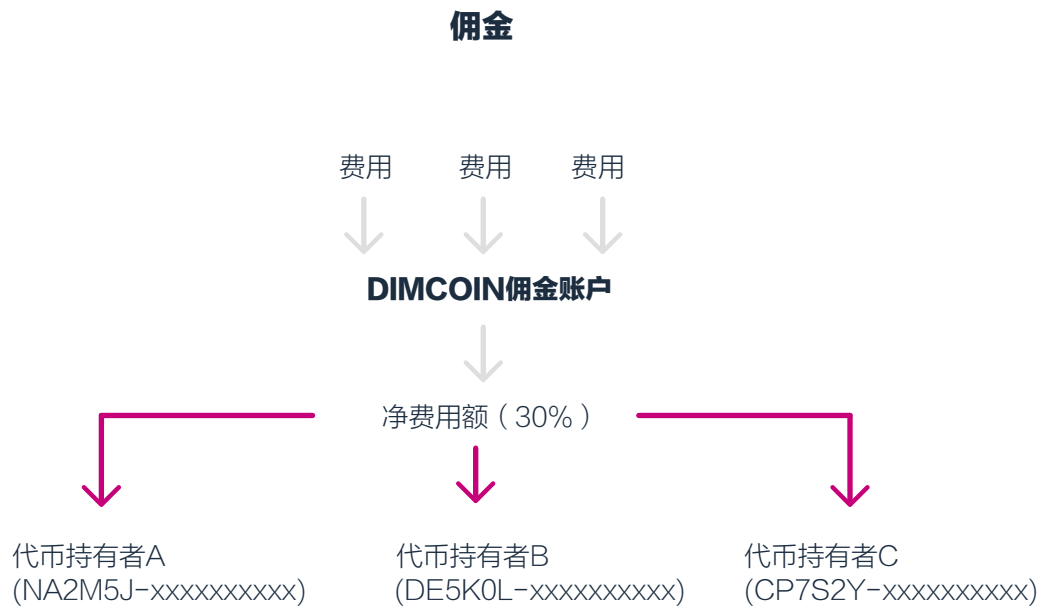 佣金
费用 费用 费用
DIMCOIN佣金账户
净费用额（30%）
代币持有者A 代币持有者B 代币持有者C
(NA2M5J-xxxxxxxxxx) (DE5K0L-xxxxxxxxxx) (CP7S2Y-xxxxxxxxxx)